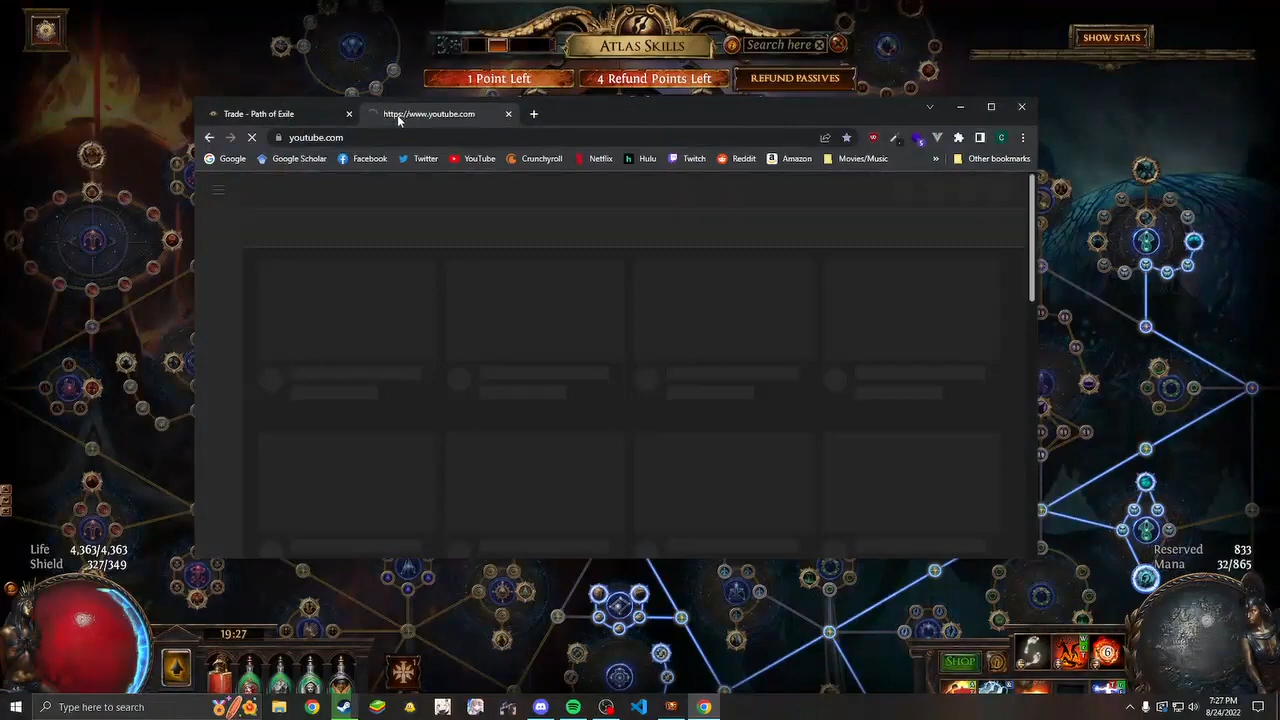 ATLAS SKILLS
Search here
SHOW STATS
1 Point Left
4 Refund Points Left
REFUND PASSIVES
Trade - Path of Exile
https://www.youtube.com
youtube.com
Google
Google Scholar
Facebook
Twitter
YouTube
Crunchyroll
Netflix
Hulu
Twitch
Reddit
Amazon
Movies/Music
»
Other bookmarks
Life 4,363/4,363
Shield 327/349
Reserved 833
Mana 32/865
19:27
SHOP
6
Type here to search
7:27 PM
8/24/2022